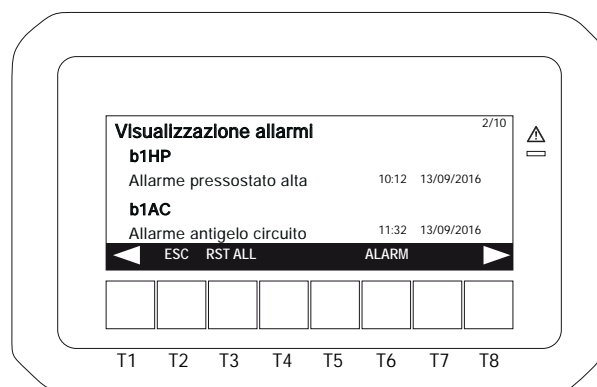 Visualizzazione allarmi 2/10
b1HP
Allarme pressostato alta 10:12 13/09/2016
b1AC
Allarme antigelo circuito 11:32 13/09/2016
ESC RST ALL ALARM
T1 T2 T3 T4 T5 T6 T7 T8